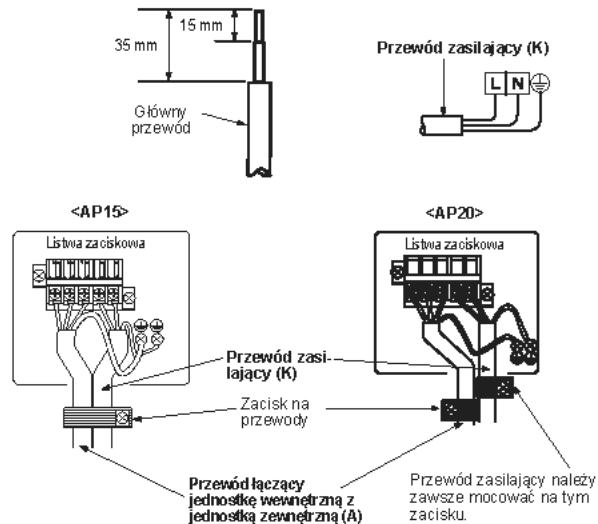 15 mm
35 mm
Przewód zasilający (K)
L N
Główny
przewód
<AP15>
<AP20>
Listwa zaciskowa
Listwa zaciskowa
Przewód zasi-
lający (K)
Zacisk na
przewody
Przewód łączący
jednostkę wewnętrzną z
jednostką zewnętrzną (A)
Przewód zasilający należy
zawsze mocować na tym
zacisku.